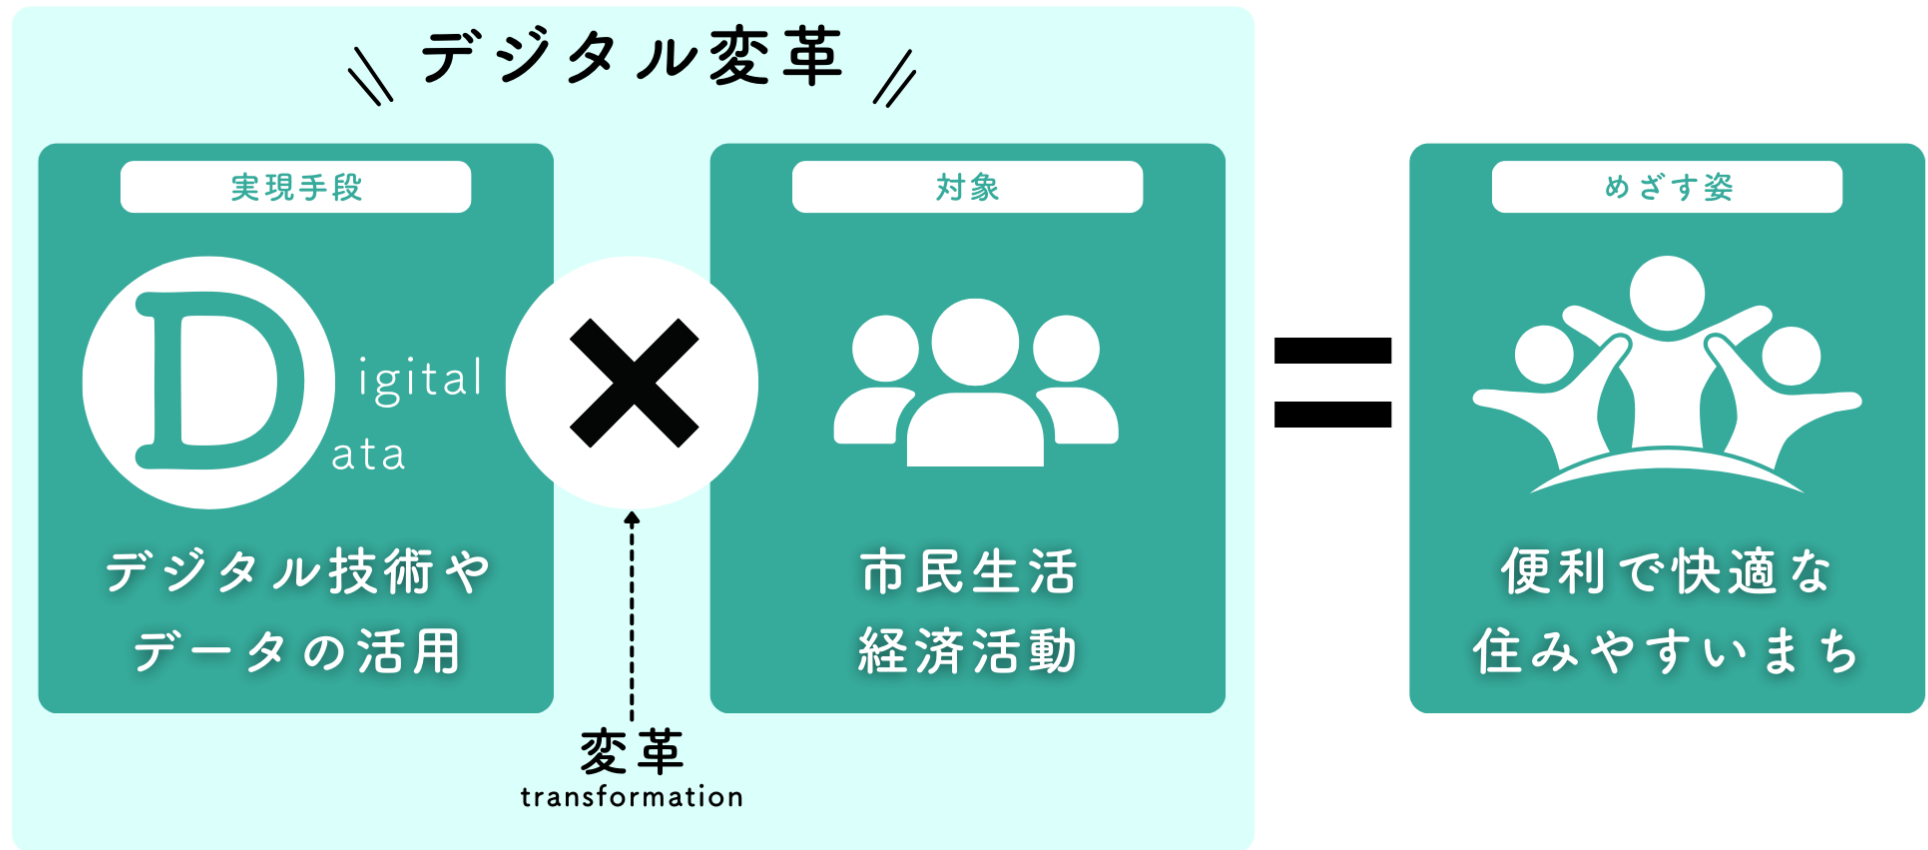 デジタル変革
実現手段
Digital
Data
デジタル技術や
データの活用
対象
市民生活
経済活動
変革
transformation
めざす姿
便利で快適な
住みやすいまち